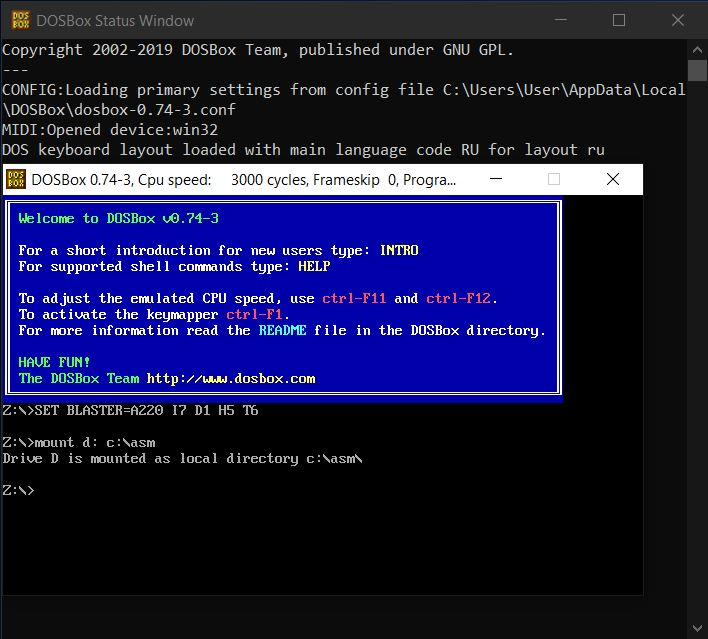 DOSBox Status Window
Copyright 2002-2019 DOSBox Team, published under GNU GPL.
---
CONFIG:Loading primary settings from config file C:\Users\User\AppData\Local
\DOSBox\dosbox-0.74-3.conf
MIDI:Opened device:win32
DOS keyboard layout loaded with main language code RU for layout ru
DOSBox 0.74-3, Cpu speed: 3000 cycles, Frameskip 0, Progra...
Welcome to DOSBox v0.74-3
For a short introduction for new users type: INTRO
For supported shell commands type: HELP
To adjust the emulated CPU speed, use ctrl-F11 and ctrl-F12.
To activate the keymapper ctrl-F1.
For more information read the README file in the DOSBox directory.
HAVE FUN!
The DOSBox Team http://www.dosbox.com
Z:\>SET BLASTER=A220 I7 D1 H5 T6
Z:\>mount d: c:\asm
Drive D is mounted as local directory c:\asm\
Z:\>